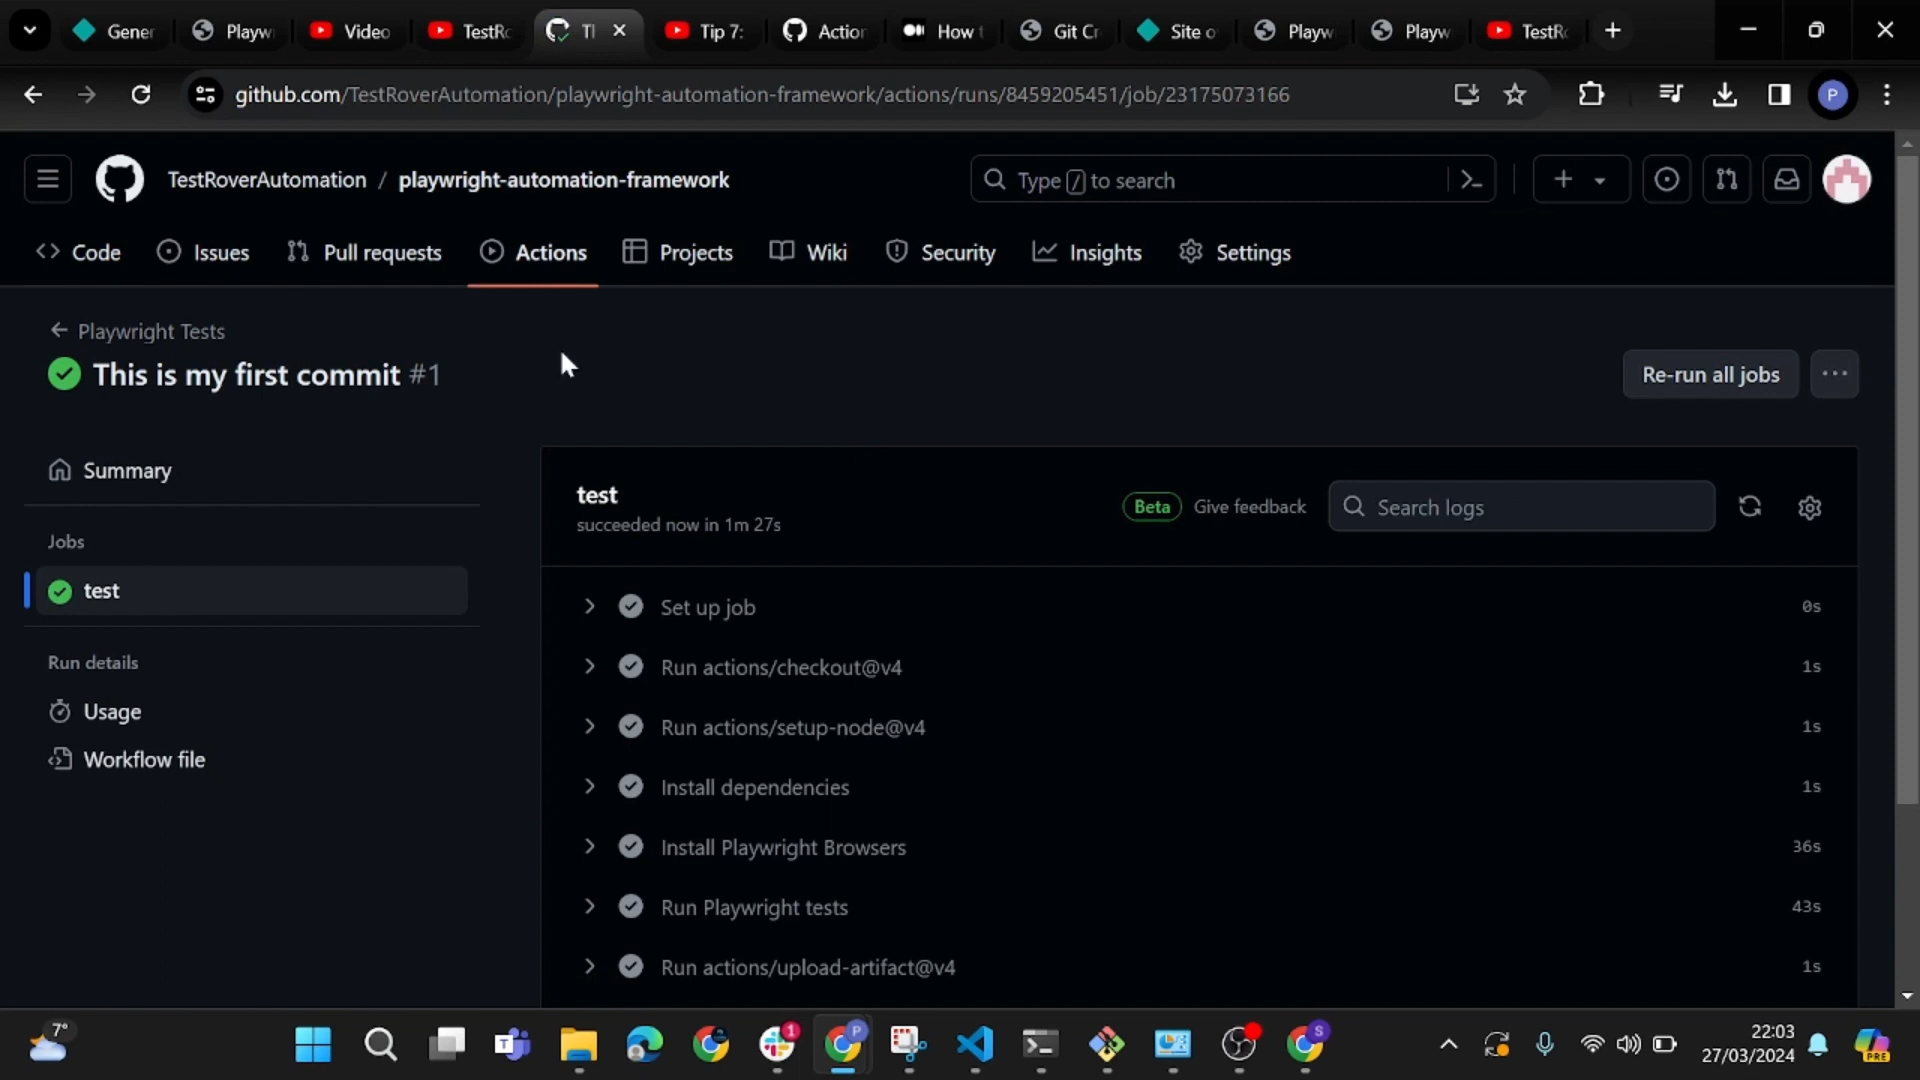 Gener
Playw
Video
TestRo
Tip 7:
Action
How t
Git Cr
Site o
Playw
Playw
TestRo
github.com/TestRoverAutomation/playwright-automation-framework/actions/runs/8459205451/job/23175073166
P
TestRoverAutomation / playwright-automation-framework
Type / to search
Code
Issues
Pull requests
Actions
Projects
Wiki
Security
Insights
Settings
Playwright Tests
This is my first commit #1
Re-run all jobs
Summary
Jobs
test
Run details
Usage
Workflow file
test
succeeded now in 1m 27s
Beta
Give feedback
Search logs
Set up job 0s
Run actions/checkout@v4 1s
Run actions/setup-node@v4 1s
Install dependencies 1s
Install Playwright Browsers 36s
Run Playwright tests 43s
Run actions/upload-artifact@v4 1s
7°
1
P
S
22:03
27/03/2024
PRE